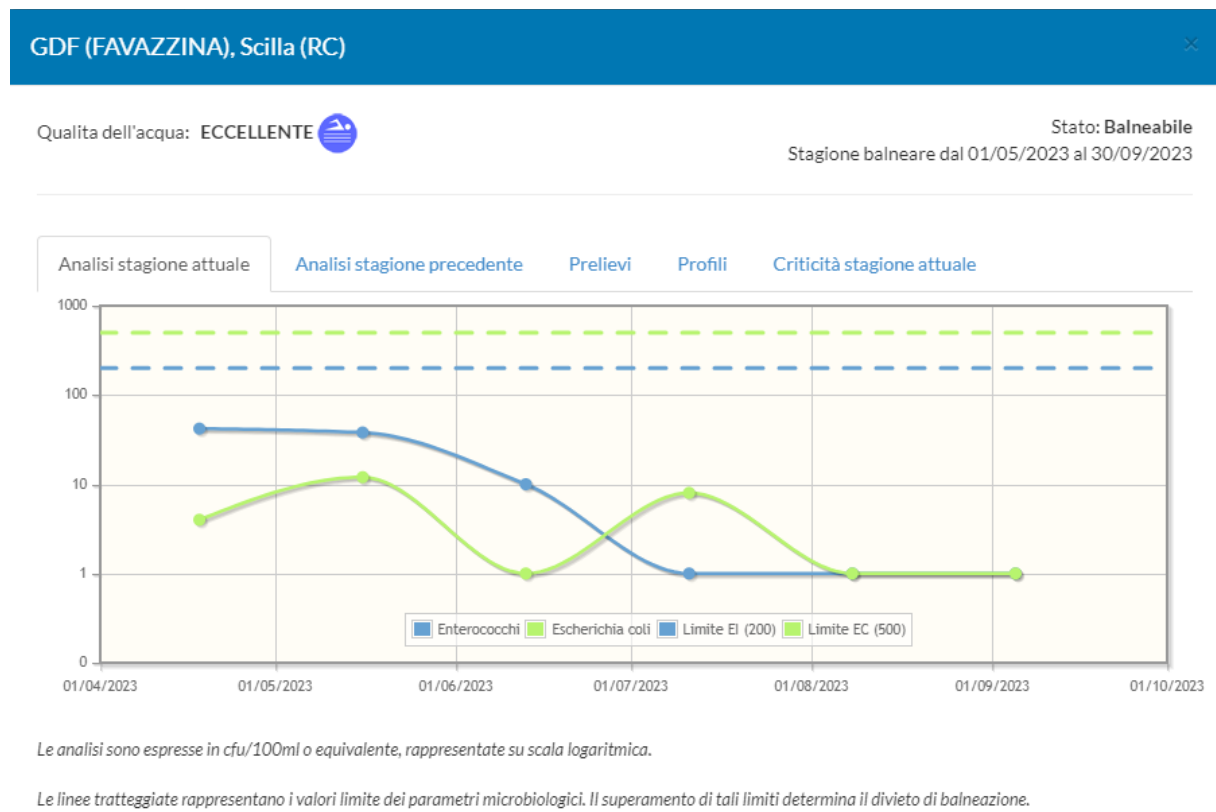 GDF (FAVAZZINA), Scilla (RC)
×
Qualita dell'acqua: ECCELLENTE
Stato: Balneabile
Stagione balneare dal 01/05/2023 al 30/09/2023
Analisi stagione attuale
Analisi stagione precedente
Prelievi
Profili
Criticità stagione attuale
1000
100
10
1
0
Enterococchi Escherichia coli Limite EI (200) Limite EC (500)
01/04/2023 01/05/2023 01/06/2023 01/07/2023 01/08/2023 01/09/2023 01/10/2023
Le analisi sono espresse in cfu/100ml o equivalente, rappresentate su scala logaritmica.
Le linee tratteggiate rappresentano i valori limite dei parametri microbiologici. Il superamento di tali limiti determina il divieto di balneazione.